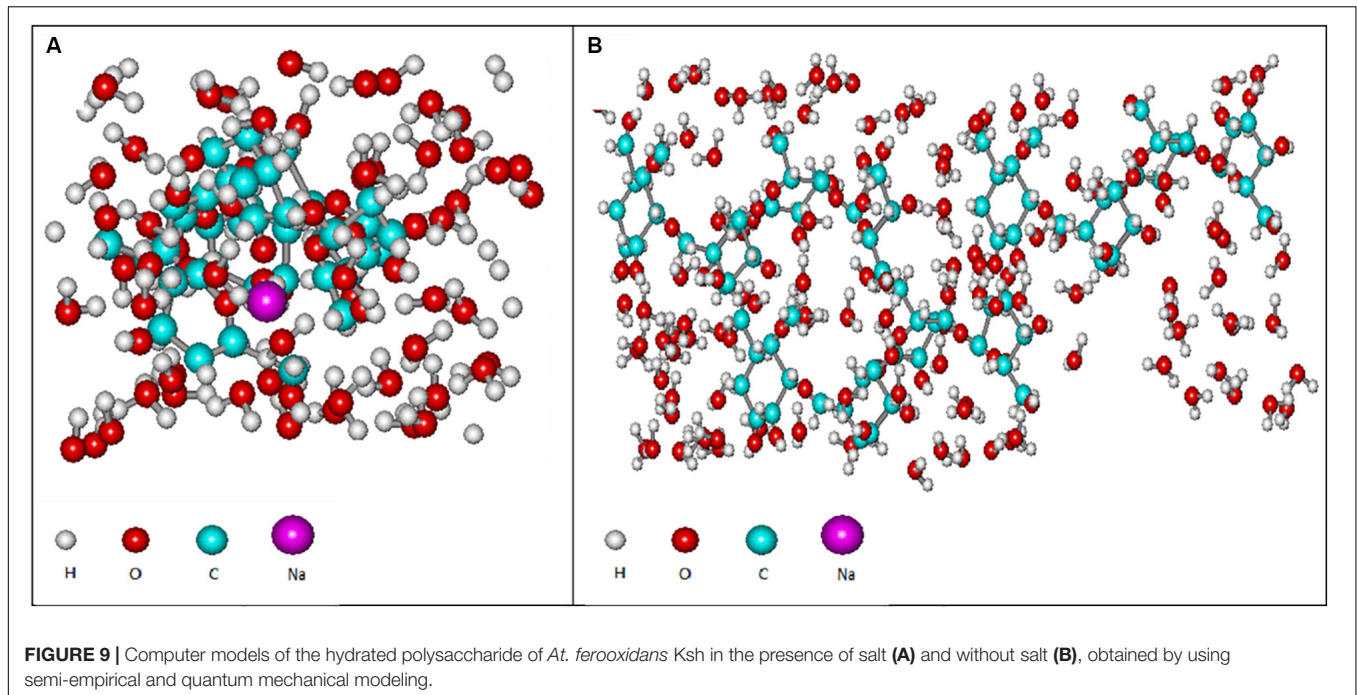 A
B
H O C Na
H O C Na
FIGURE 9 | Computer models of the hydrated polysaccharide of At. ferooxidans Ksh in the presence of salt (A) and without salt (B), obtained by using
semi-empirical and quantum mechanical modeling.